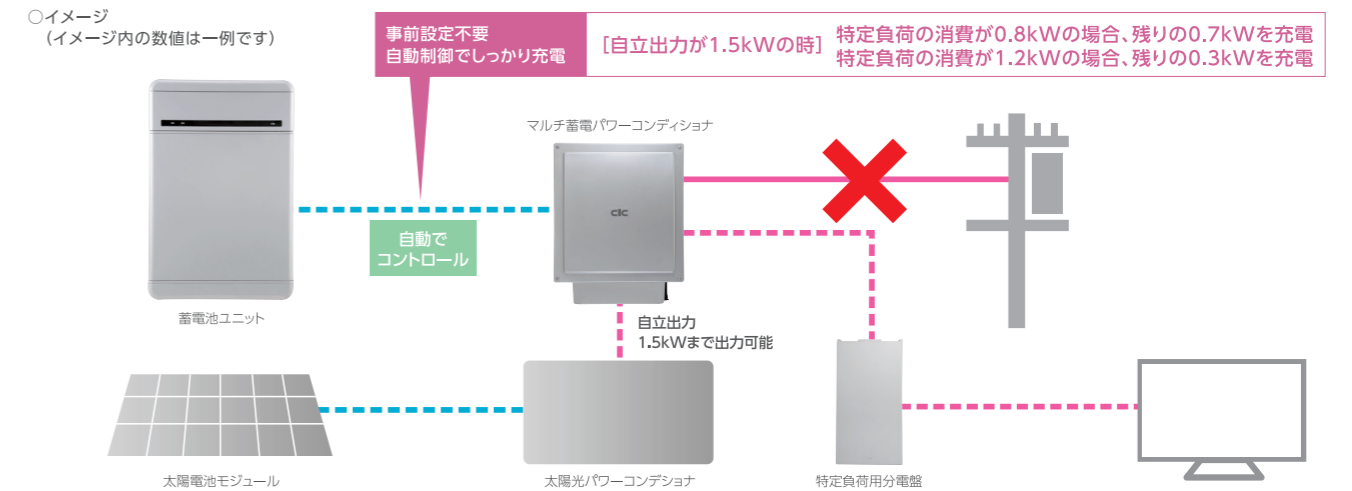 ○イメージ
（イメージ内の数値は一例です）
事前設定不要
自動制御でしっかり充電
[自立出力が1.5kWの時]
特定負荷の消費が0.8kWの場合、残りの0.7kWを充電
特定負荷の消費が1.2kWの場合、残りの0.3kWを充電
マルチ蓄電パワーコンディショナ
CIC
自動で
コントロール
蓄電池ユニット
自立出力
1.5kWまで出力可能
太陽電池モジュール
太陽光パワーコンデショナ
特定負荷用分電盤